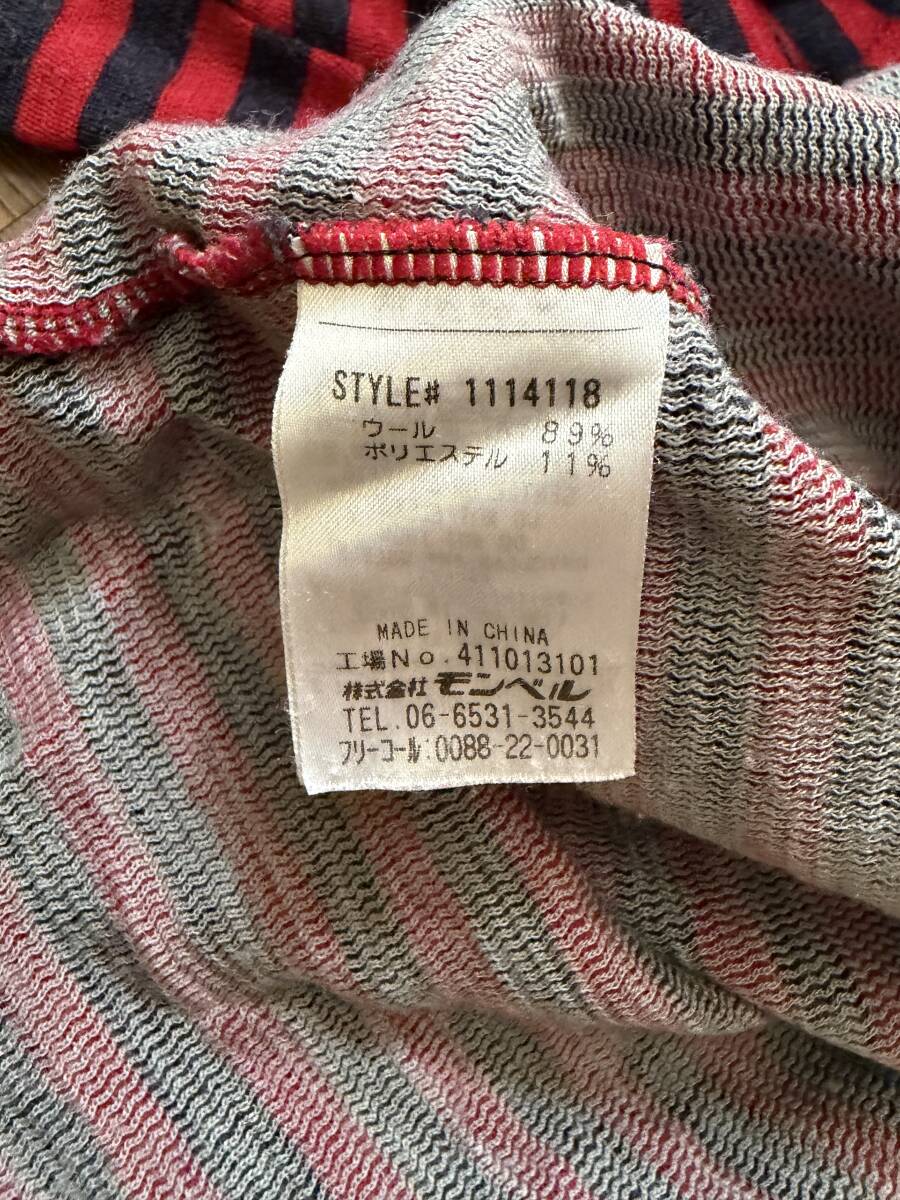 STYLE# 1114118
ウール 89%
ポリエステル 11%
MADE IN CHINA
工場No.411013101
株式会社 モンベル
TEL.06-6531-3544
フリーコール:0088-22-0031